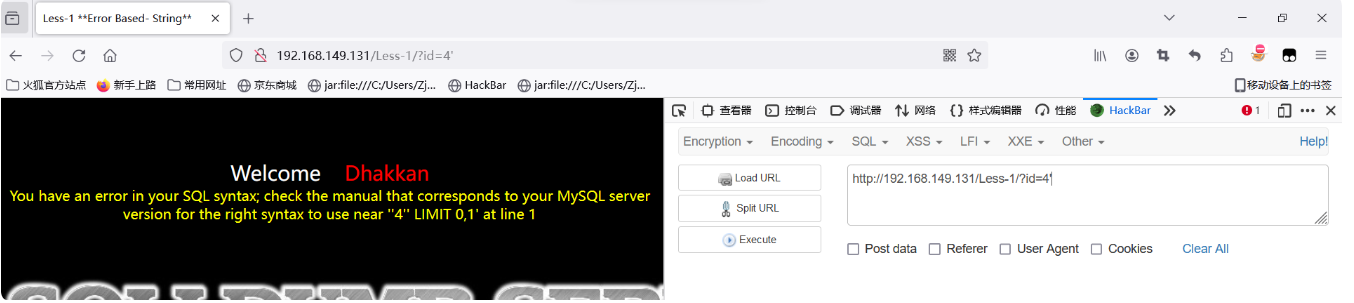 Less-1 **Error Based- String**
192.168.149.131/Less-1/?id=4'
火狐官方站点 新手上路 常用网址 京东商城 jar:file:///C:/Users/Zj... HackBar jar:file:///C:/Users/Zj... 移动设备上的书签
查看器 控制台 调试器 网络 样式编辑器 性能 HackBar 1
Encryption Encoding SQL XSS LFI XXE Other Help!
Welcome Dhakkan
You have an error in your SQL syntax; check the manual that corresponds to your MySQL server
version for the right syntax to use near ''4'' LIMIT 0,1' at line 1
Load URL
Split URL
Execute
http://192.168.149.131/Less-1/?id=4'
Post data Referer User Agent Cookies Clear All